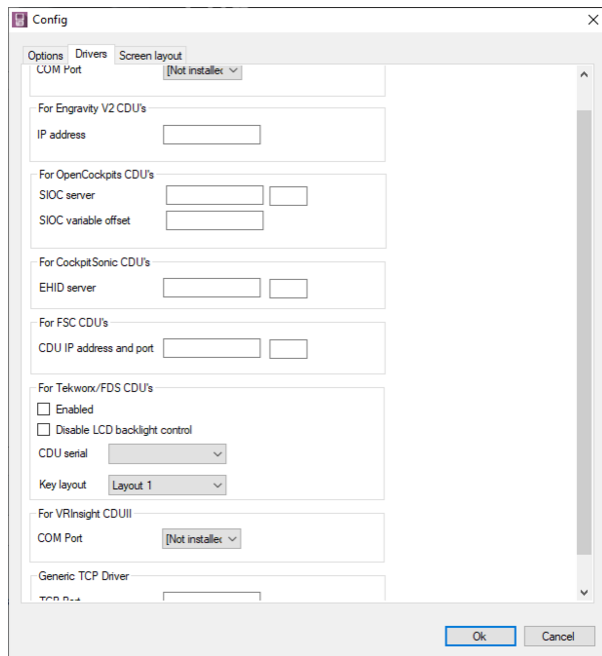 Config
Options Drivers Screen layout
COM Port [Not installec
For Engravity V2 CDU's
IP address
For OpenCockpits CDU's
SIOC server
SIOC variable offset
For CockpitSonic CDU's
EHID server
For FSC CDU's
CDU IP address and port
For Tekworx/FDS CDU's
Enabled
Disable LCD backlight control
CDU serial
Key layout Layout 1
For VRInsight CDUII
COM Port [Not installec
Generic TCP Driver
TCP Port
Ok Cancel